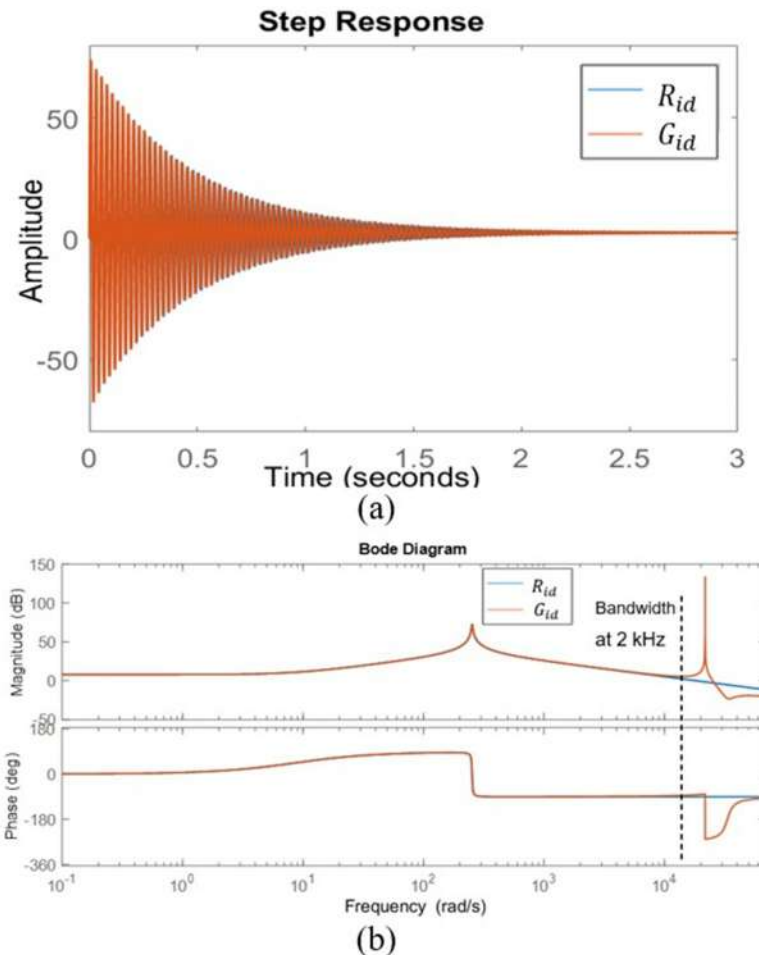 Step Response
Amplitude
50
0
-50
R_id
G_id
0 0.5 1 1.5 2 2.5 3
Time (seconds)
(a)
Bode Diagram
Magnitude (dB)
150
100
50
0
-50
R_id
G_id
Bandwidth
at 2 kHz
Phase (deg)
180
0
-180
-360
10^-1 10^0 10^1 10^2 10^3 10^4
Frequency (rad/s)
(b)